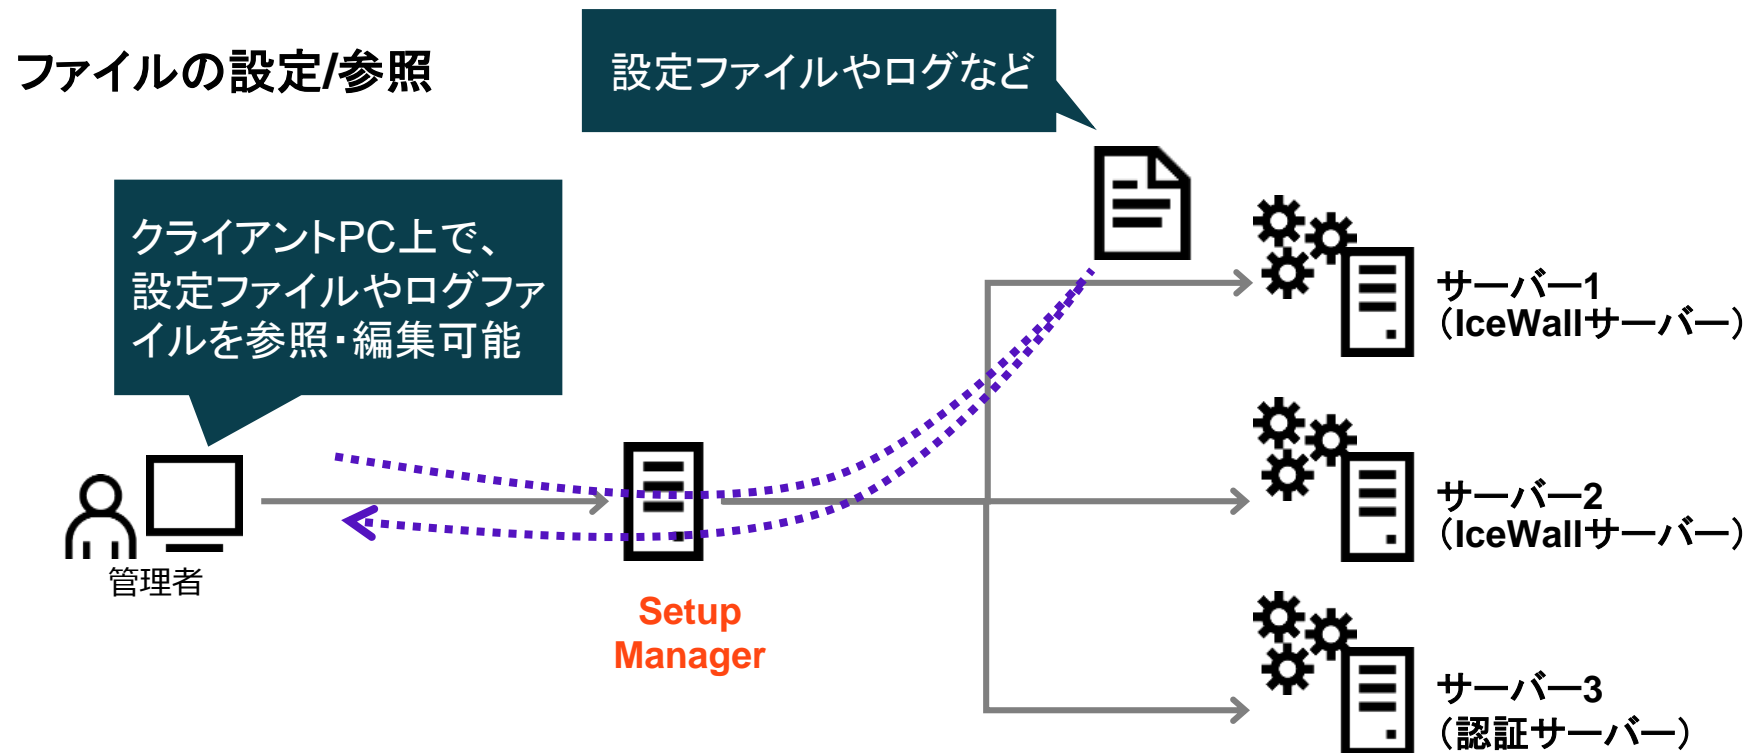 ファイルの設定/参照
設定ファイルやログなど
クライアントPC上で、
設定ファイルやログファ
イルを参照・編集可能
管理者
Setup
Manager
サーバー1
（IceWallサーバー）
サーバー2
（IceWallサーバー）
サーバー3
（認証サーバー）